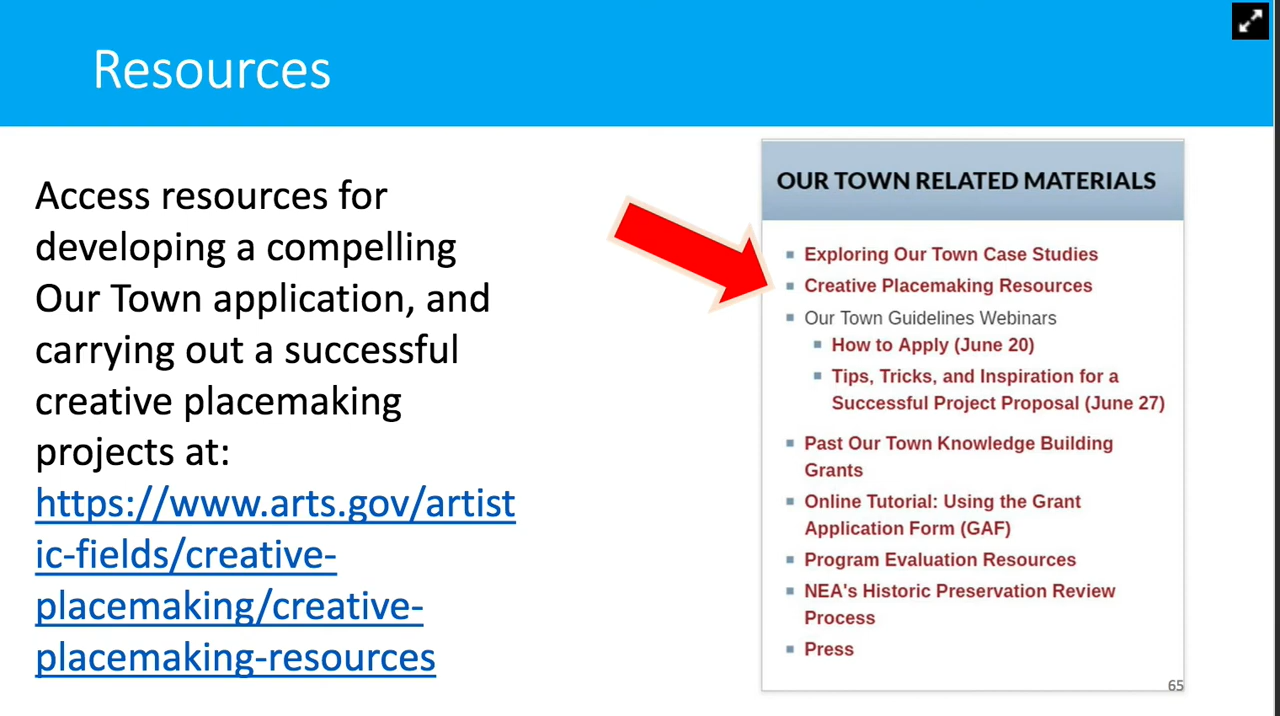 Resources
Access resources for
developing a compelling
Our Town application, and
carrying out a successful
creative placemaking
projects at:
https://www.arts.gov/artist
ic-fields/creative-
placemaking/creative-
placemaking-resources
OUR TOWN RELATED MATERIALS
Exploring Our Town Case Studies
Creative Placemaking Resources
Our Town Guidelines Webinars
How to Apply (June 20)
Tips, Tricks, and Inspiration for a
Successful Project Proposal (June 27)
Past Our Town Knowledge Building
Grants
Online Tutorial: Using the Grant
Application Form (GAF)
Program Evaluation Resources
NEA's Historic Preservation Review
Process
Press
65